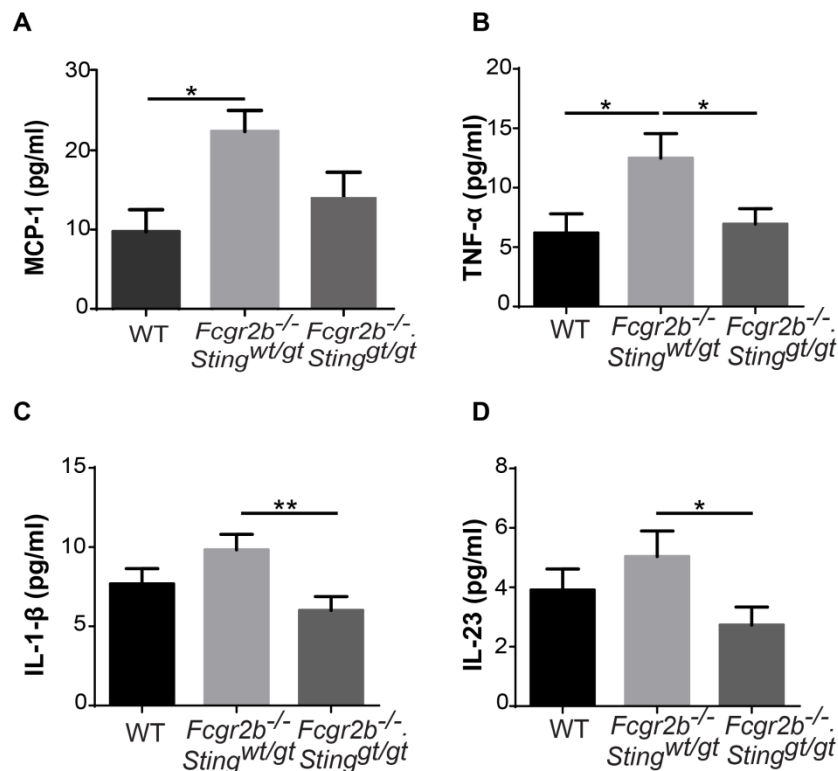 A
MCP-1 (pg/ml)
30
20
10
0
*
WT
Fcgr2b-/-
Stingwt/gt
Fcgr2b-/-.
Stinggt/gt
B
TNF-α (pg/ml)
20
15
10
5
0
*
*
WT
Fcgr2b-/-
Stingwt/gt
Fcgr2b-/-.
Stinggt/gt
C
IL-1-β (pg/ml)
15
10
5
0
**
WT
Fcgr2b-/-
Stingwt/gt
Fcgr2b-/-.
Stinggt/gt
D
IL-23 (pg/ml)
8
6
4
2
0
*
WT
Fcgr2b-/-
Stingwt/gt
Fcgr2b-/-.
Stinggt/gt